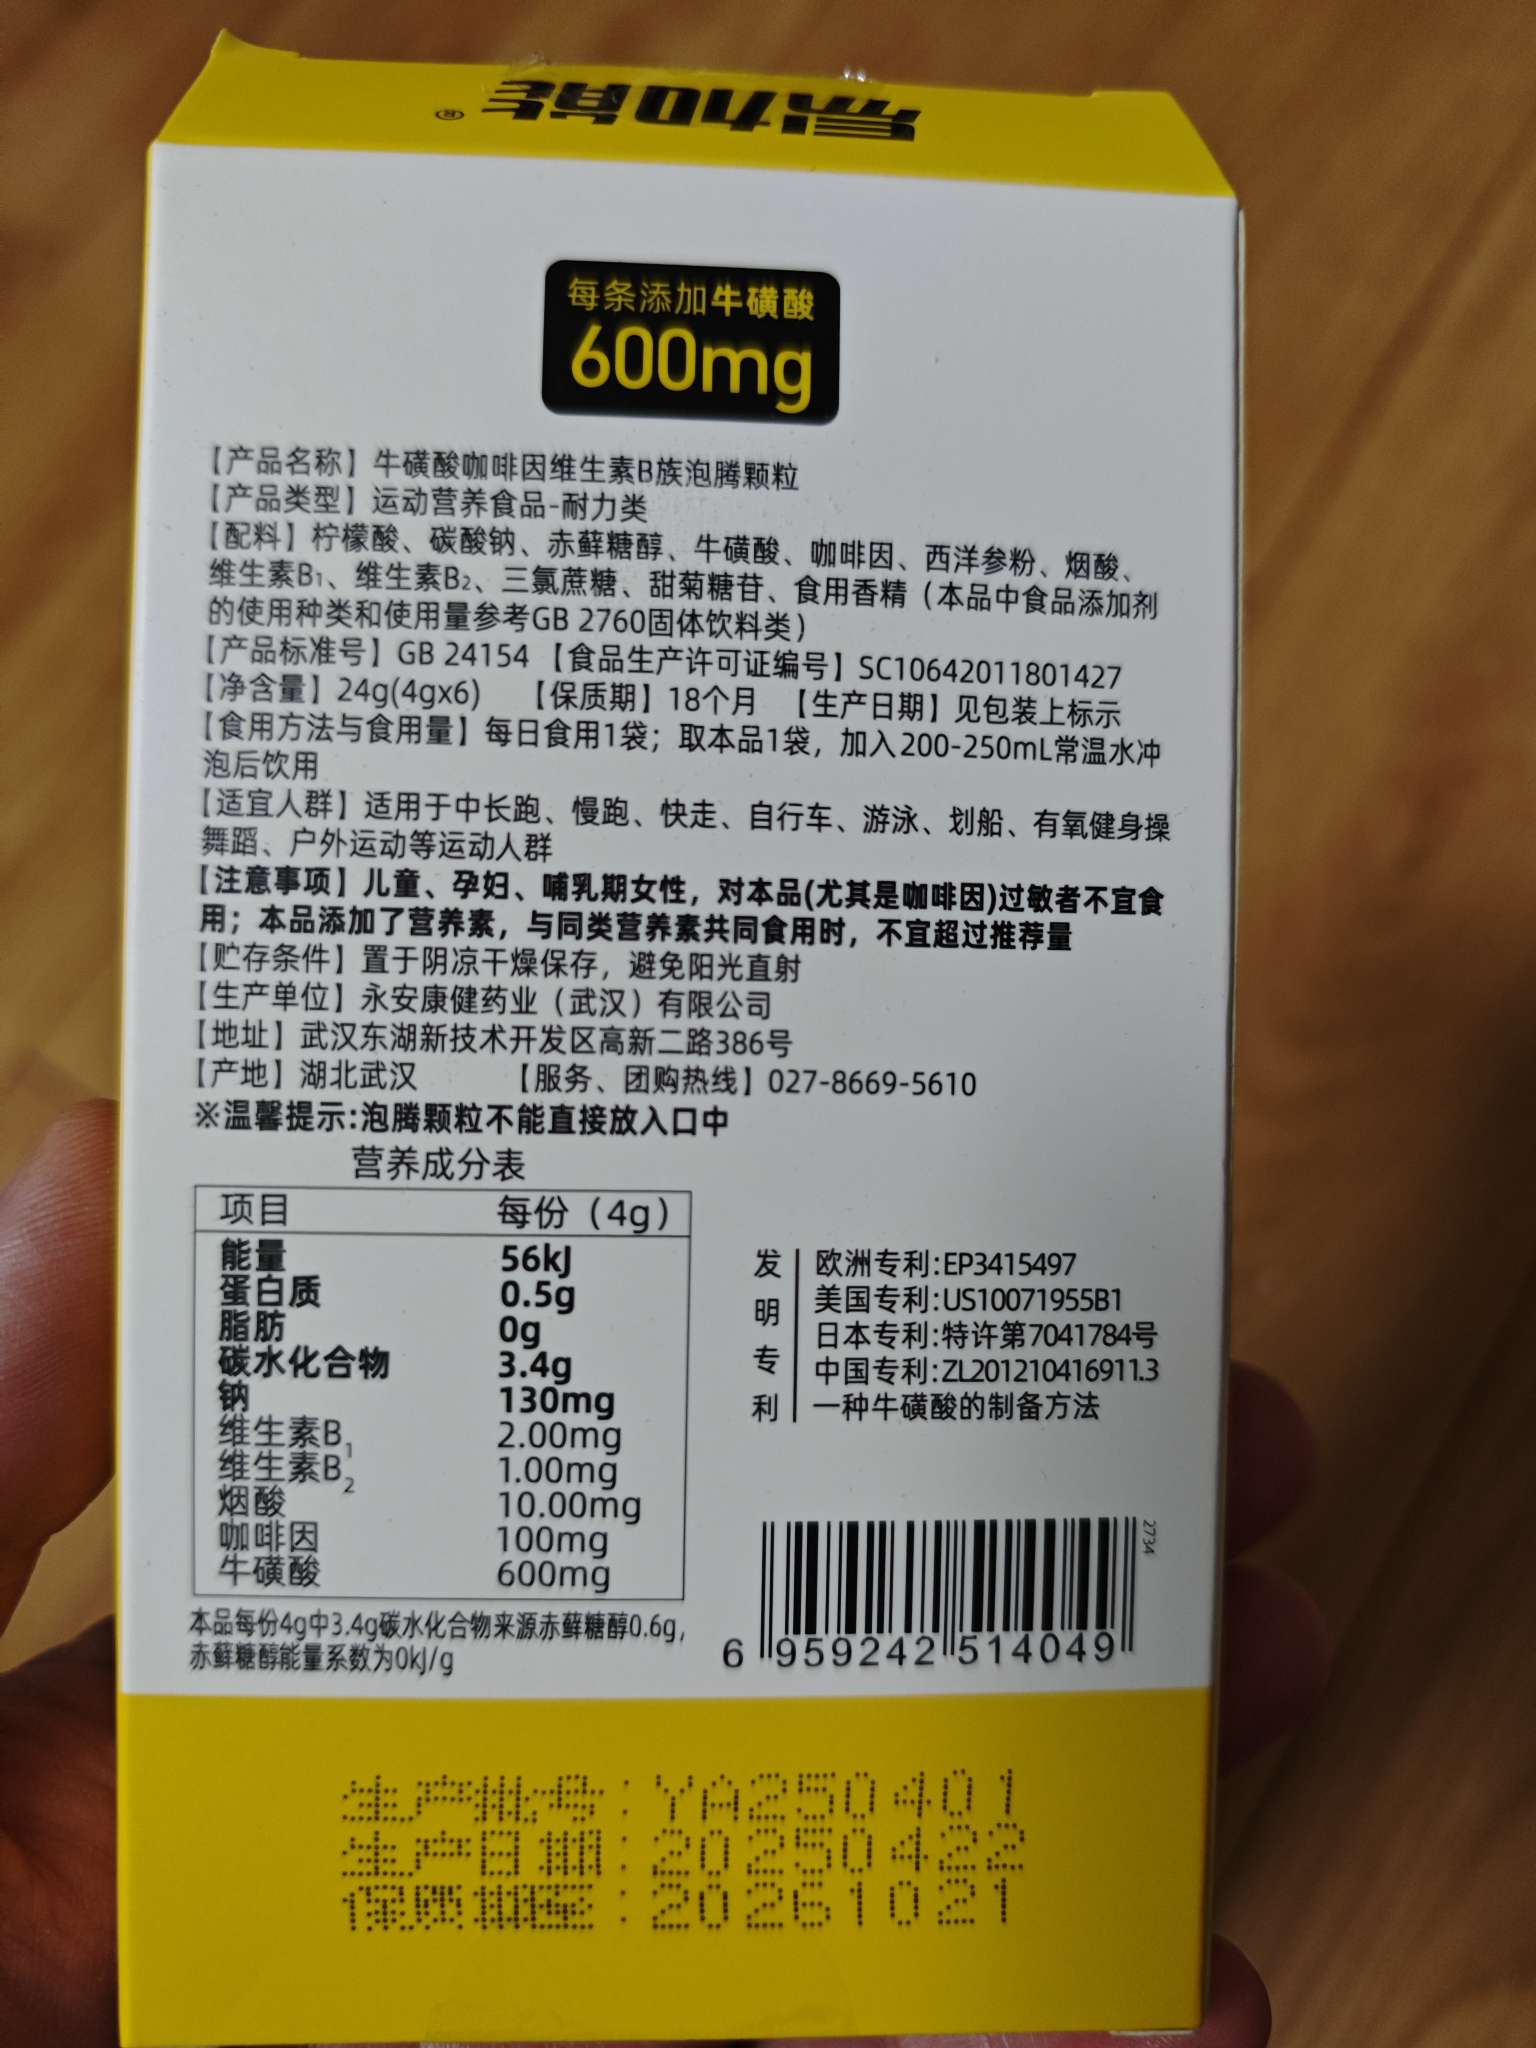 暴加能®
每条添加牛磺酸
600mg
【产品名称】牛磺酸咖啡因维生素B族泡腾颗粒
【产品类型】运动营养食品-耐力类
【配料】柠檬酸、碳酸钠、赤藓糖醇、牛磺酸、咖啡因、西洋参粉、烟酸、
维生素B₁、维生素B₂、三氯蔗糖、甜菊糖苷、食用香精（本品中食品添加剂
的使用种类和使用量参考GB 2760固体饮料类）
【产品标准号】GB 24154 【食品生产许可证编号】SC10642011801427
【净含量】24g(4gx6) 【保质期】18个月 【生产日期】见包装上标示
【食用方法与食用量】每日食用1袋；取本品1袋，加入200-250mL常温水冲
泡后饮用
【适宜人群】适用于中长跑、慢跑、快走、自行车、游泳、划船、有氧健身操
舞蹈、户外运动等运动人群
【注意事项】儿童、孕妇、哺乳期女性，对本品(尤其是咖啡因)过敏者不宜食
用；本品添加了营养素，与同类营养素共同食用时，不宜超过推荐量
【贮存条件】置于阴凉干燥保存，避免阳光直射
【生产单位】永安康健药业（武汉）有限公司
【地址】武汉东湖新技术开发区高新二路386号
【产地】湖北武汉 【服务、团购热线】027-8669-5610
※温馨提示:泡腾颗粒不能直接放入口中
营养成分表
项目 每份（4g）
能量 56kJ
蛋白质 0.5g
脂肪 0g
碳水化合物 3.4g
钠 130mg
维生素B₁ 2.00mg
维生素B₂ 1.00mg
烟酸 10.00mg
咖啡因 100mg
牛磺酸 600mg
本品每份4g中3.4g碳水化合物来源赤藓糖醇0.6g,
赤藓糖醇能量系数为0kJ/g
发明专利
欧洲专利:EP3415497
美国专利:US10071955B1
日本专利:特许第7041784号
中国专利:ZL201210416911.3
一种牛磺酸的制备方法
2734
6 959242 514049
生产批号:YA250401
生产日期:20250422
保质期至:20261021